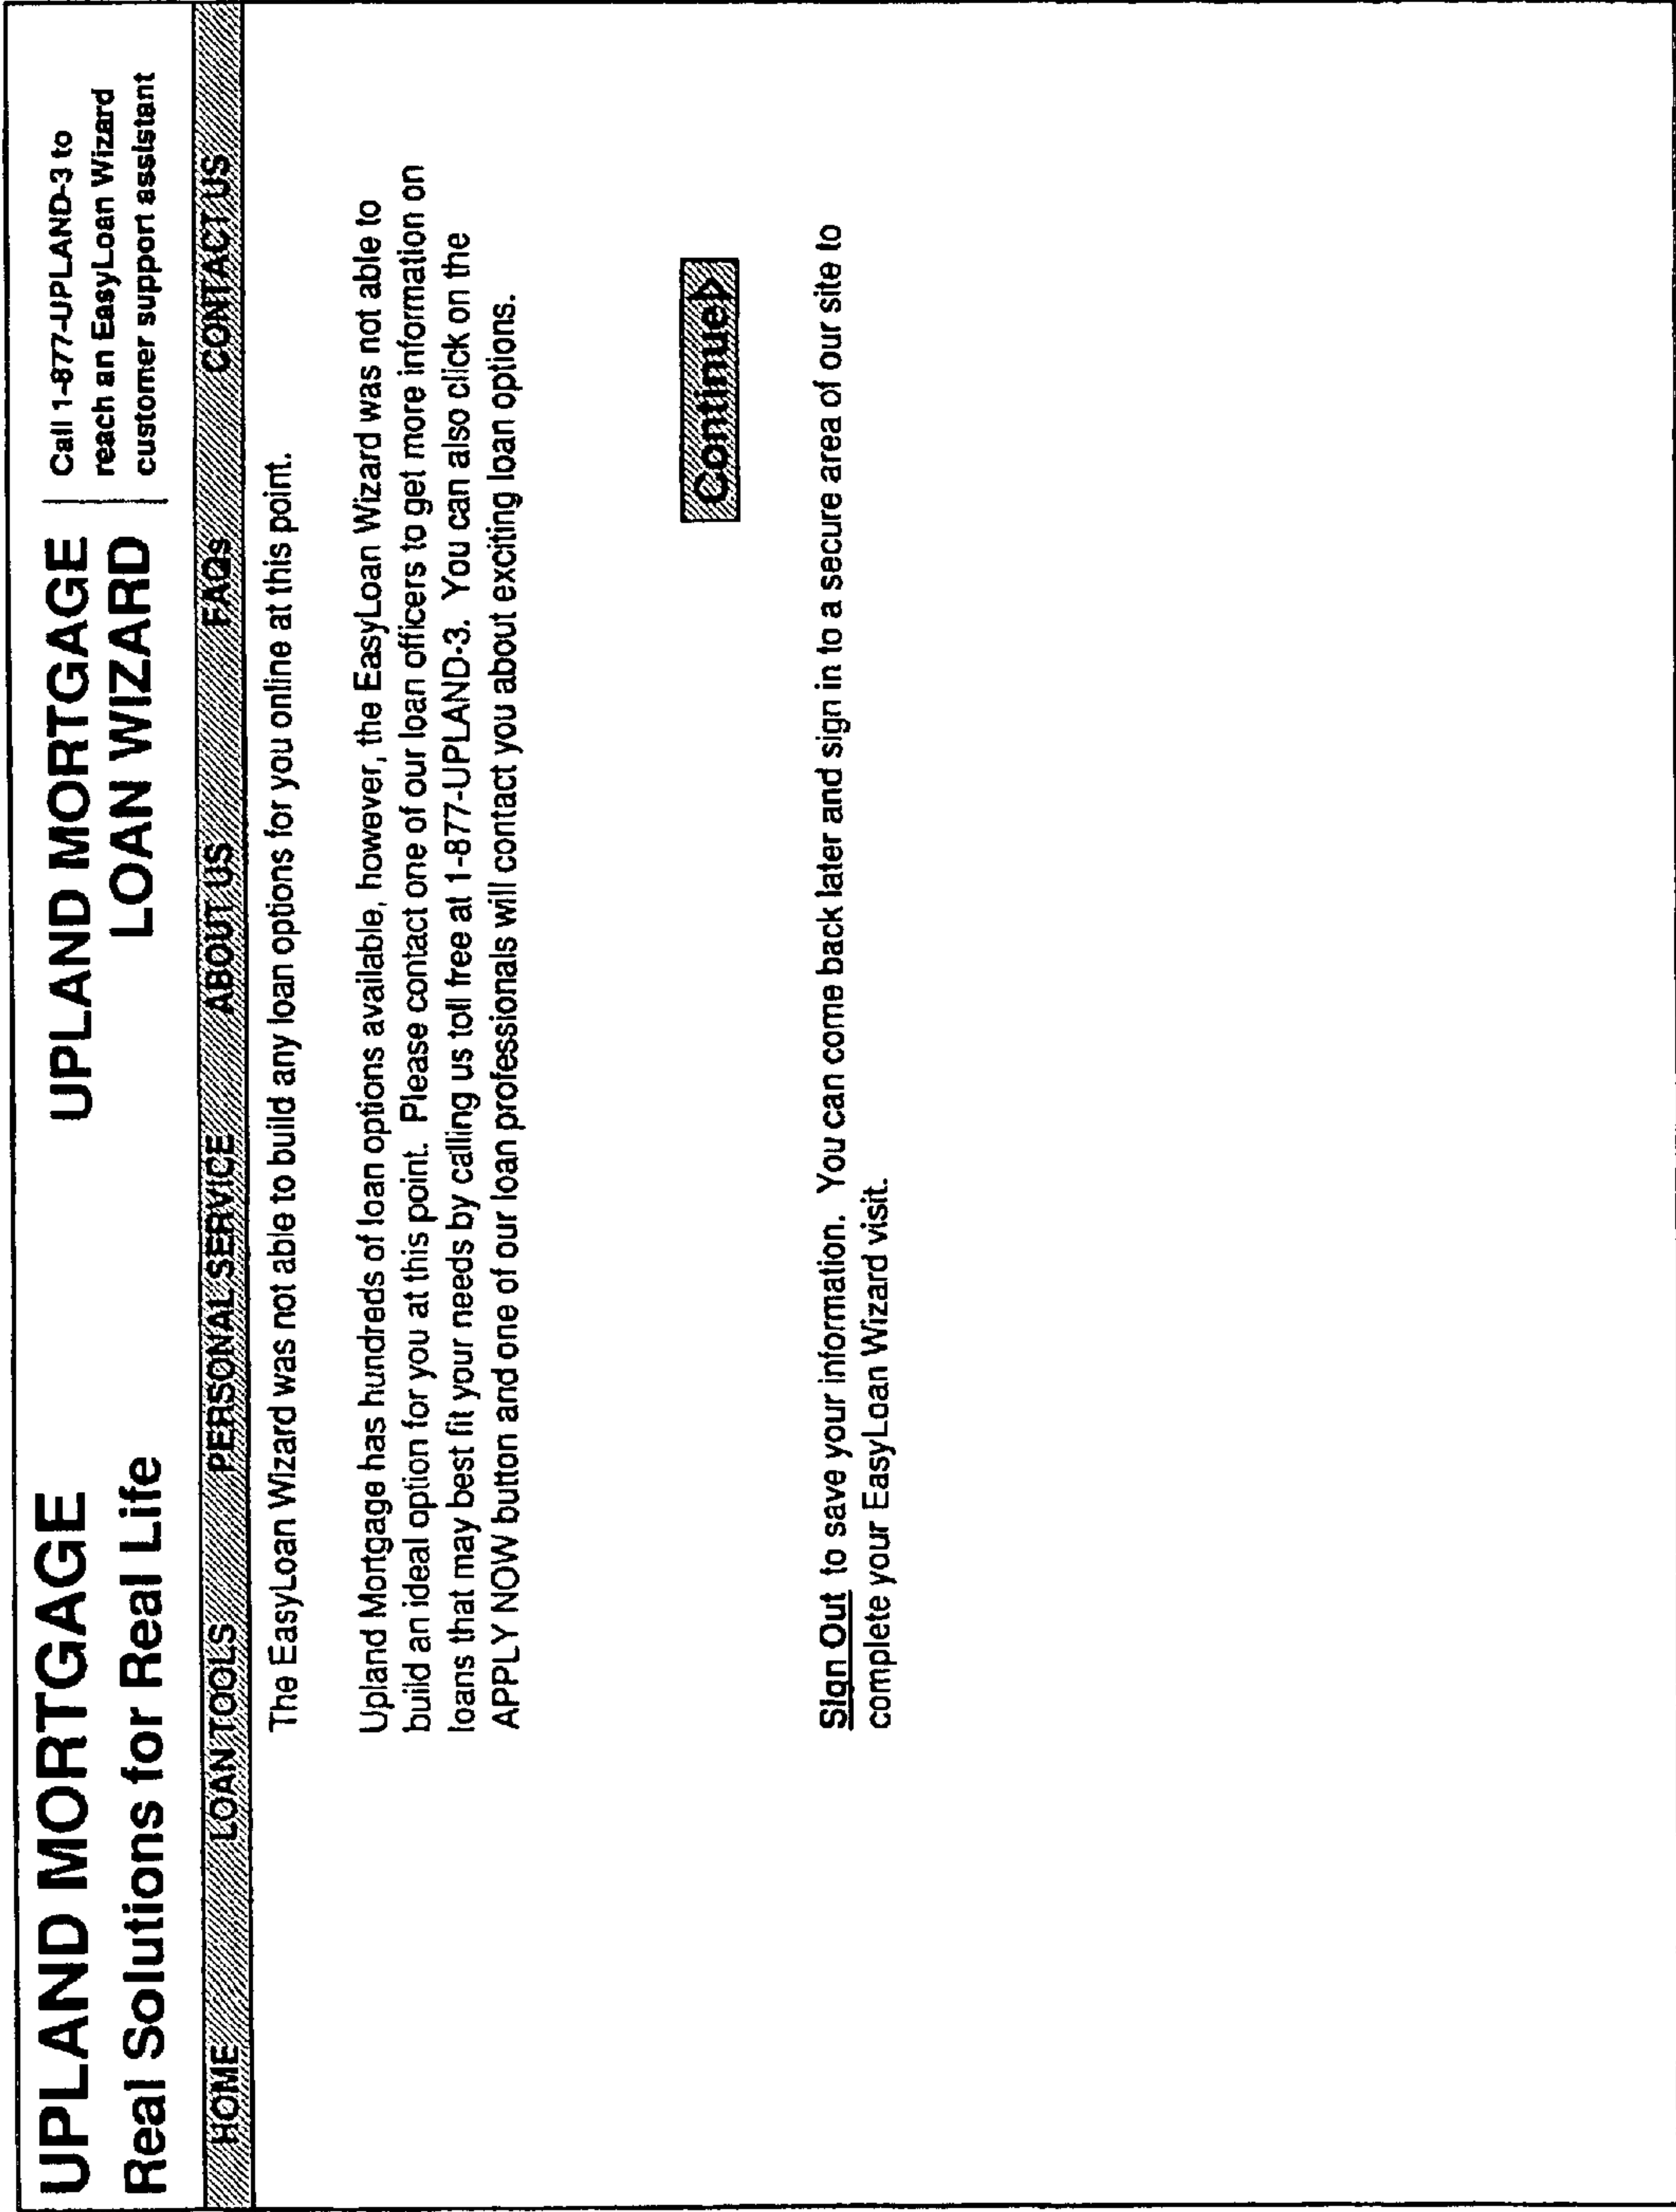 UPLAND MORTGAGE
Real Solutions for Real Life
UPLAND MORTGAGE
LOAN WIZARD
Call 1-877-UPLAND-3 to
reach an EasyLoan Wizard
customer support assistant
HOME LOAN TOOLS PERSONAL SERVICE ABOUT US FAQs CONTACT US
The EasyLoan Wizard was not able to build any loan options for you online at this point.
Upland Mortgage has hundreds of loan options available, however, the EasyLoan Wizard was not able to
build an ideal option for you at this point. Please contact one of our loan officers to get more information on
loans that may best fit your needs by calling us toll free at 1-877-UPLAND-3. You can also click on the
APPLY NOW button and one of our loan professionals will contact you about exciting loan options.
Continue
Sign Out to save your information. You can come back later and sign in to a secure area of our site to
complete your EasyLoan Wizard visit.